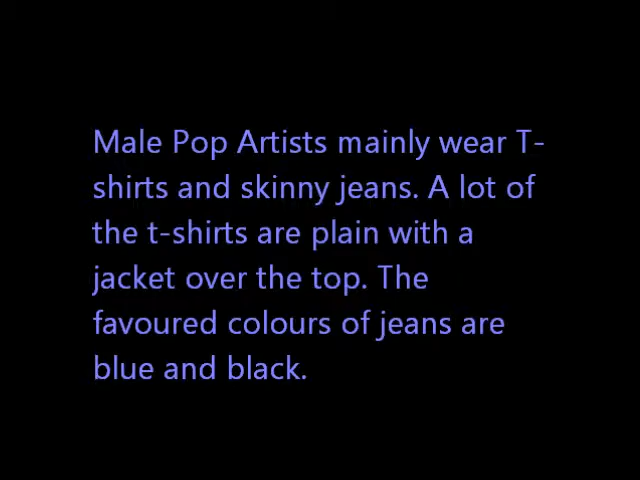 Male Pop Artists mainly wear T-
shirts and skinny jeans. A lot of
the t-shirts are plain with a
jacket over the top. The
favoured colours of jeans are
blue and black.